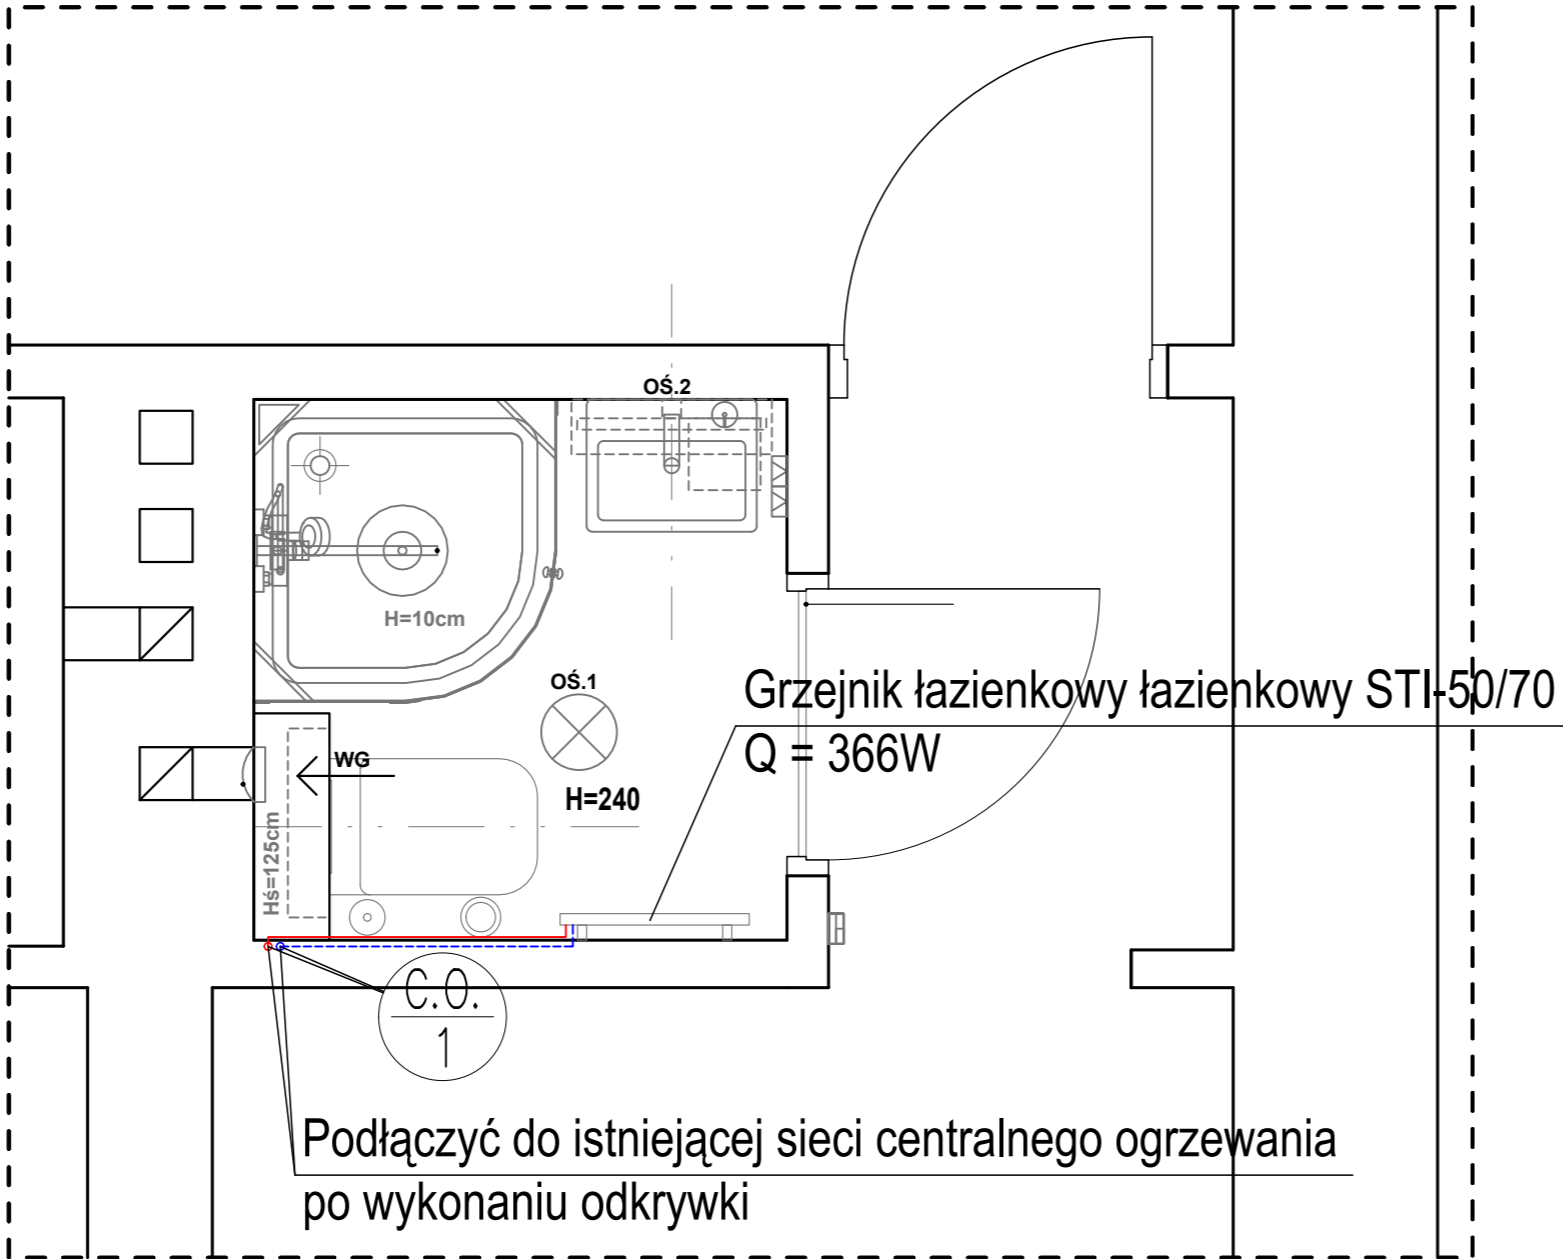 OŚ.2
H=10cm
OŚ.1
Grzejnik łazienkowy łazienkowy STI-50/70
Q = 366W
WG
H=240
Hś=125cm
C.O.
1
Podłączyć do istniejącej sieci centralnego ogrzewania
po wykonaniu odkrywki